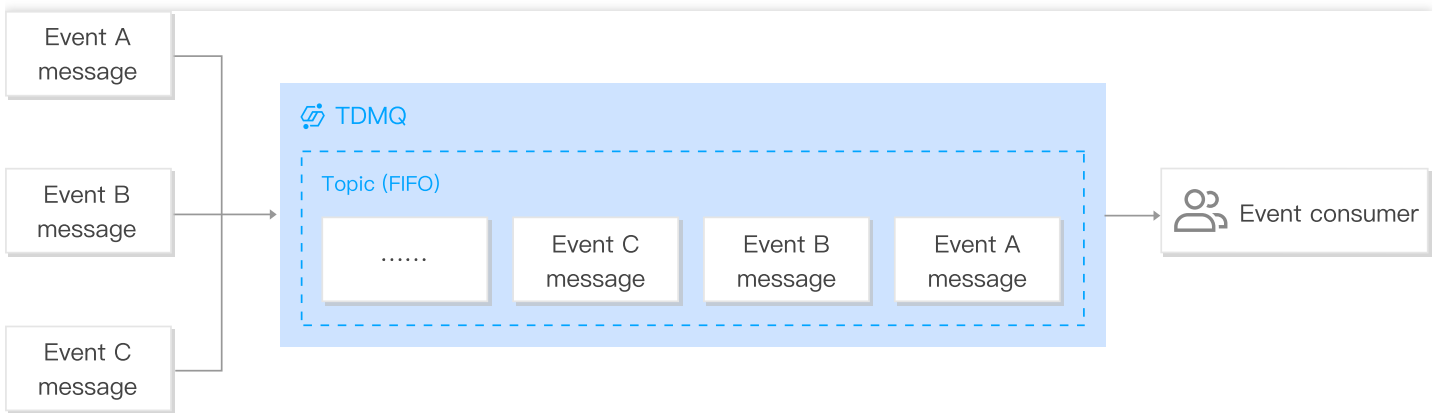 Event A
message
Event B
message
Event C
message
TDMQ
Topic (FIFO)
......
Event C
message
Event B
message
Event A
message
Event consumer